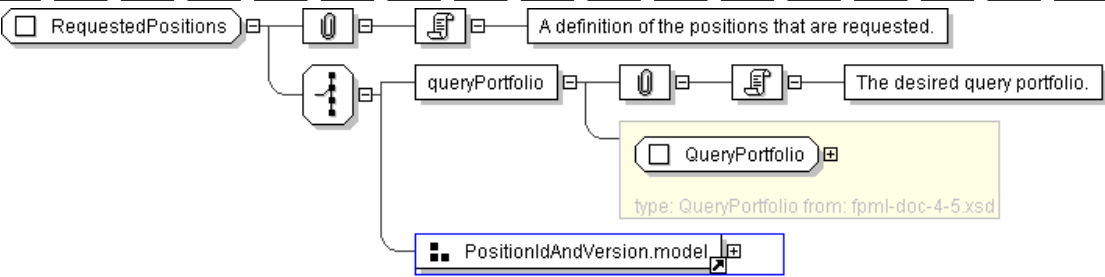 RequestedPositions
A definition of the positions that are requested.
queryPortfolio
The desired query portfolio.
QueryPortfolio
type: QueryPortfolio from: fpml-doc-4-5.xsd
PositionIdAndVersion.model